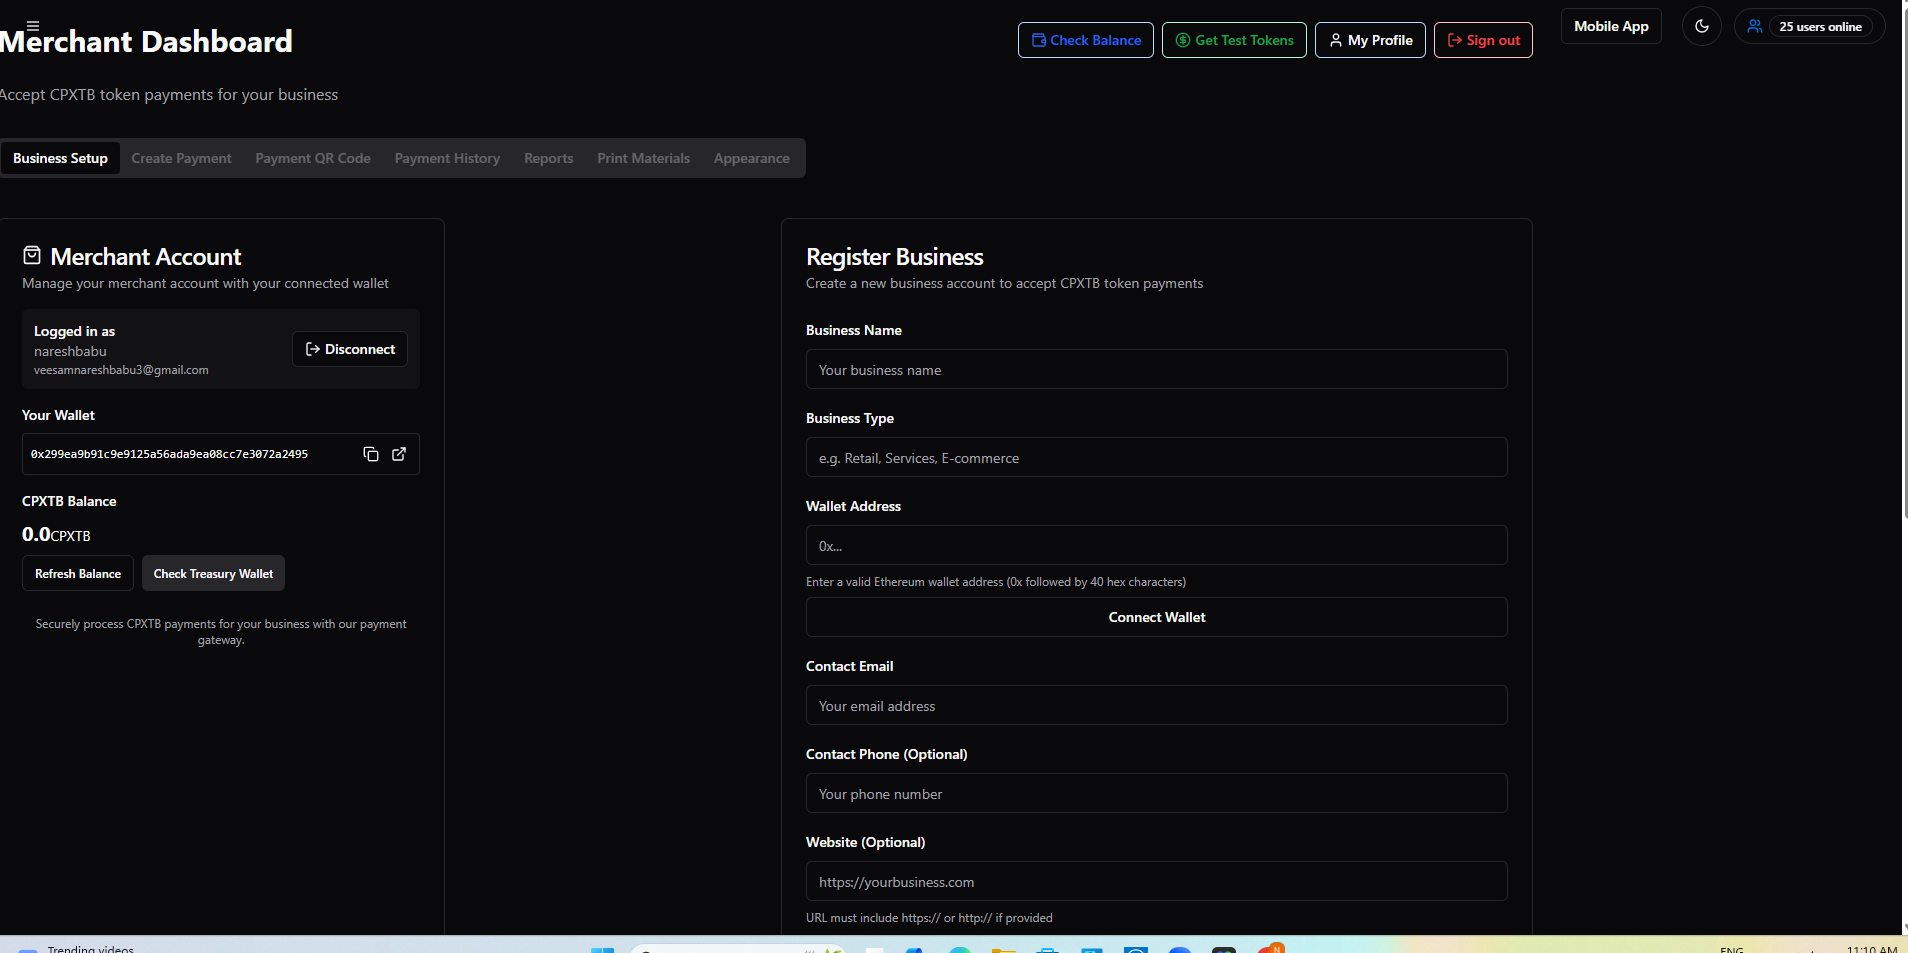 Merchant Dashboard
Check Balance
Get Test Tokens
My Profile
Sign out
Mobile App
25 users online
Accept CPXTB token payments for your business
Business Setup
Create Payment
Payment QR Code
Payment History
Reports
Print Materials
Appearance
Merchant Account
Manage your merchant account with your connected wallet
Logged in as
nareshbabu
veesamnareshbabu3@gmail.com
Disconnect
Your Wallet
0x299ea9b91c9e9125a56ada9ea08cc7e3072a2495
CPXTB Balance
0.0CPXTB
Refresh Balance
Check Treasury Wallet
Securely process CPXTB payments for your business with our payment
gateway.
Register Business
Create a new business account to accept CPXTB token payments
Business Name
Your business name
Business Type
e.g. Retail, Services, E-commerce
Wallet Address
0x...
Enter a valid Ethereum wallet address (0x followed by 40 hex characters)
Connect Wallet
Contact Email
Your email address
Contact Phone (Optional)
Your phone number
Website (Optional)
https://yourbusiness.com
URL must include https:// or http:// if provided
Trending videos
N
ENG
11:10 AM